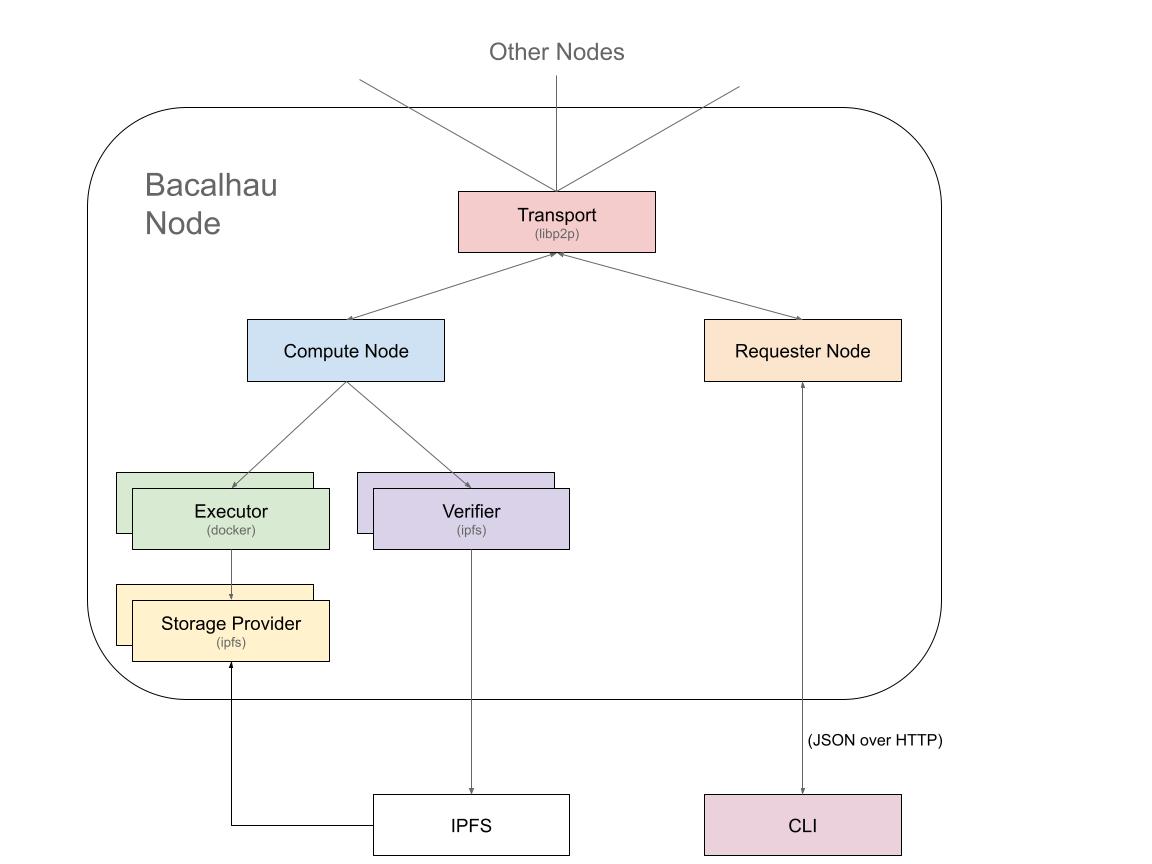 Other Nodes
Bacalhau
Node
Transport
(libp2p)
Compute Node
Requester Node
Executor
(docker)
Verifier
(ipfs)
Storage Provider
(ipfs)
(JSON over HTTP)
IPFS
CLI